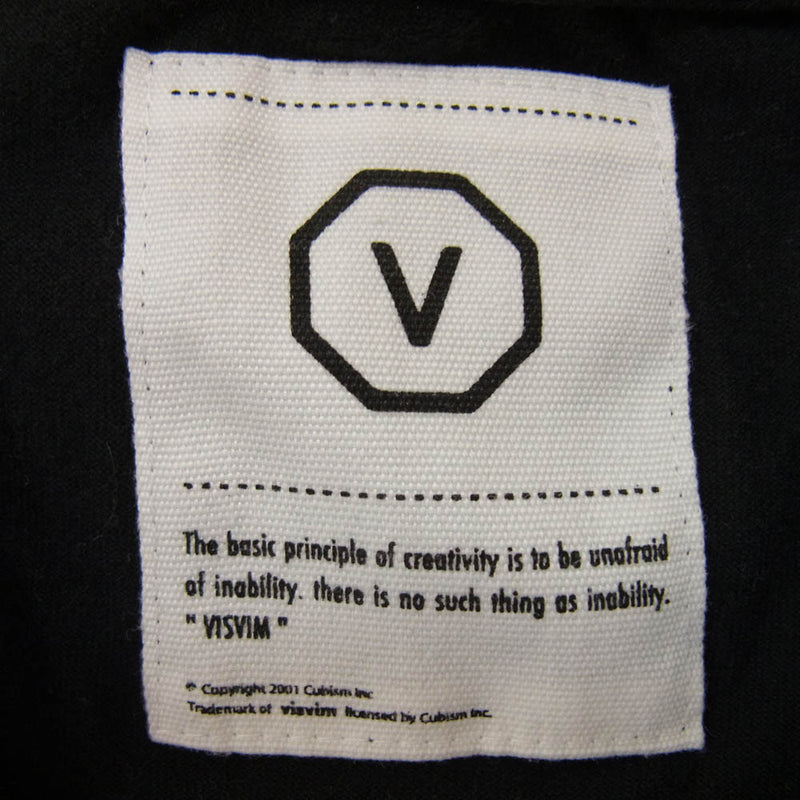 V
The basic principle of creativity is to be unafraid
of inability. there is no such thing as inability.
" VISVIM "
© Copyright 2001 Cubism Inc
Trademark of visvim licensed by Cubism Inc.